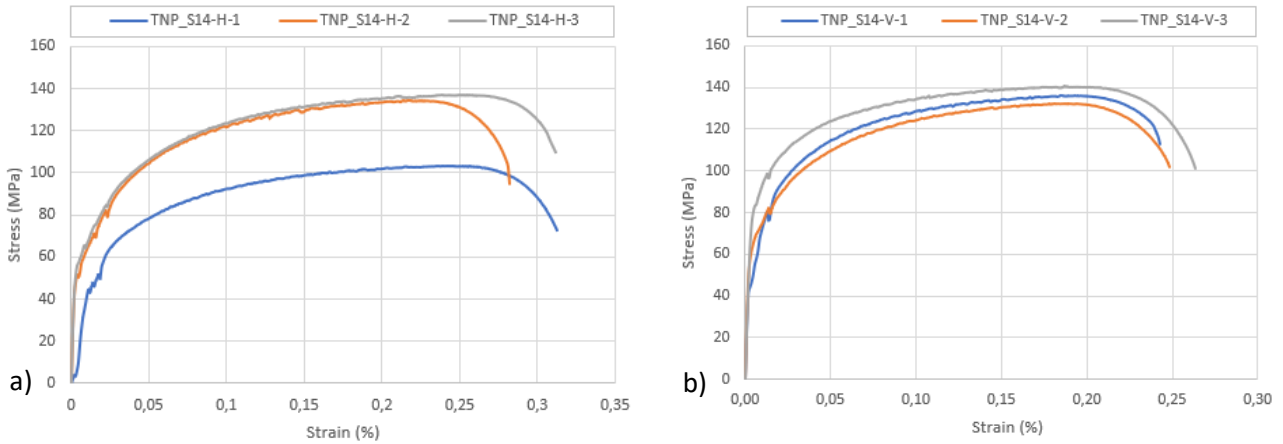 TNP_S14-H-1 TNP_S14-H-2 TNP_S14-H-3
160
140
120
100
80
60
40
20
0
Stress (MPa)
0 0,05 0,1 0,15 0,2 0,25 0,3 0,35
Strain (%)
a)
TNP_S14-V-1 TNP_S14-V-2 TNP_S14-V-3
160
140
120
100
80
60
40
20
0
Stress (MPa)
0,00 0,05 0,10 0,15 0,20 0,25 0,30
Strain (%)
b)